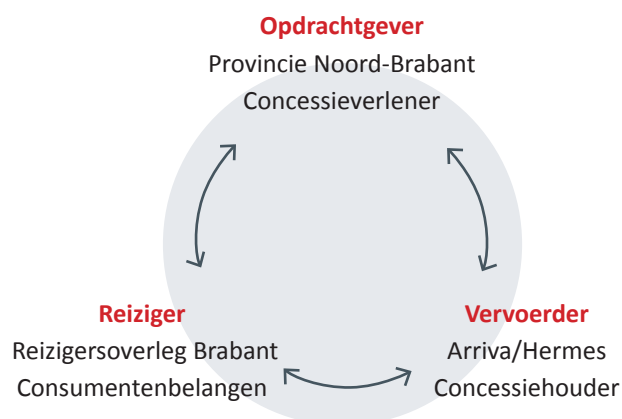 Opdrachtgever
Provincie Noord-Brabant
Concessieverlener
Reiziger
Reizigersoverleg Brabant
Consumentenbelangen
Vervoerder
Arriva/Hermes
Concessiehouder